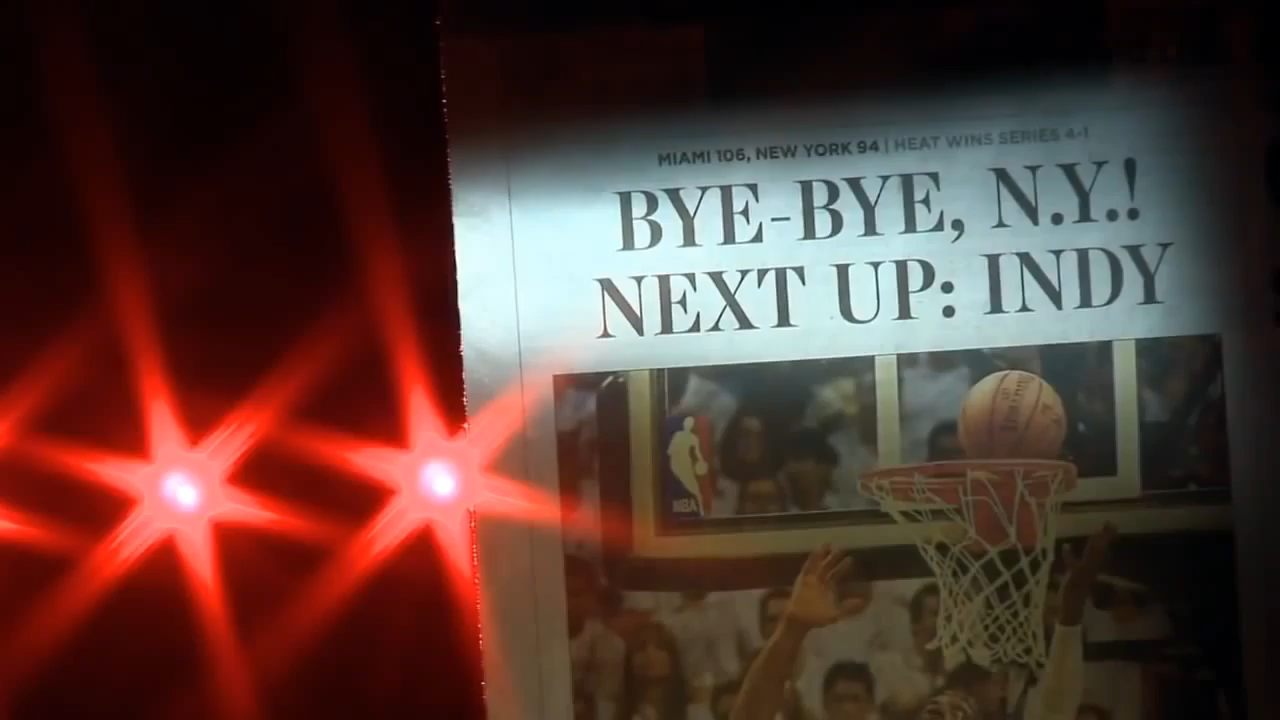 MIAMI 106, NEW YORK 94 | HEAT WINS SERIES 4-1
BYE-BYE, N.Y.!
NEXT UP: INDY
NBA